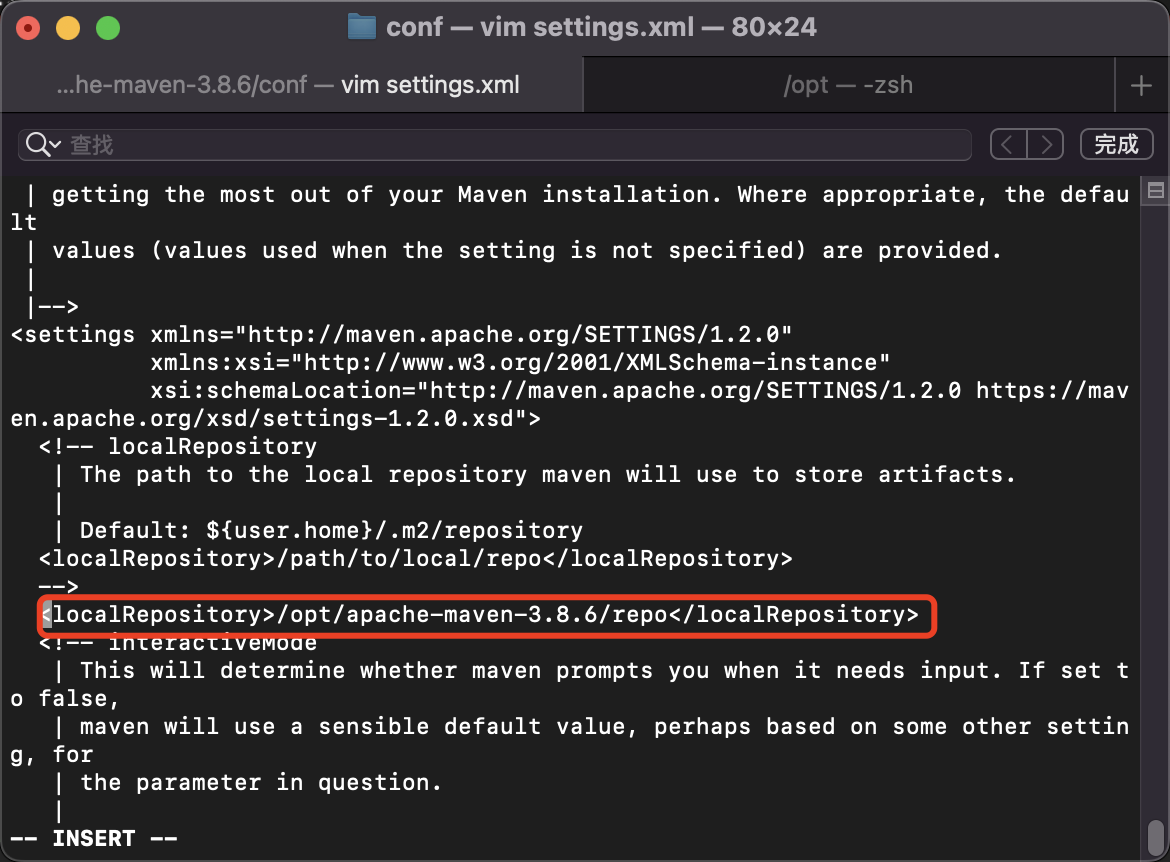 conf — vim settings.xml — 80×24
...he-maven-3.8.6/conf — vim settings.xml
/opt — -zsh
+
查找
完成
| getting the most out of your Maven installation. Where appropriate, the defau
lt
| values (values used when the setting is not specified) are provided.
|
|-->
<settings xmlns="http://maven.apache.org/SETTINGS/1.2.0"
xmlns:xsi="http://www.w3.org/2001/XMLSchema-instance"
xsi:schemaLocation="http://maven.apache.org/SETTINGS/1.2.0 https://mav
en.apache.org/xsd/settings-1.2.0.xsd">
<!-- localRepository
| The path to the local repository maven will use to store artifacts.
|
| Default: ${user.home}/.m2/repository
<localRepository>/path/to/local/repo</localRepository>
-->
<localRepository>/opt/apache-maven-3.8.6/repo</localRepository>
<!-- interactiveMode
| This will determine whether maven prompts you when it needs input. If set t
o false,
| maven will use a sensible default value, perhaps based on some other settin
g, for
| the parameter in question.
|
-- INSERT --